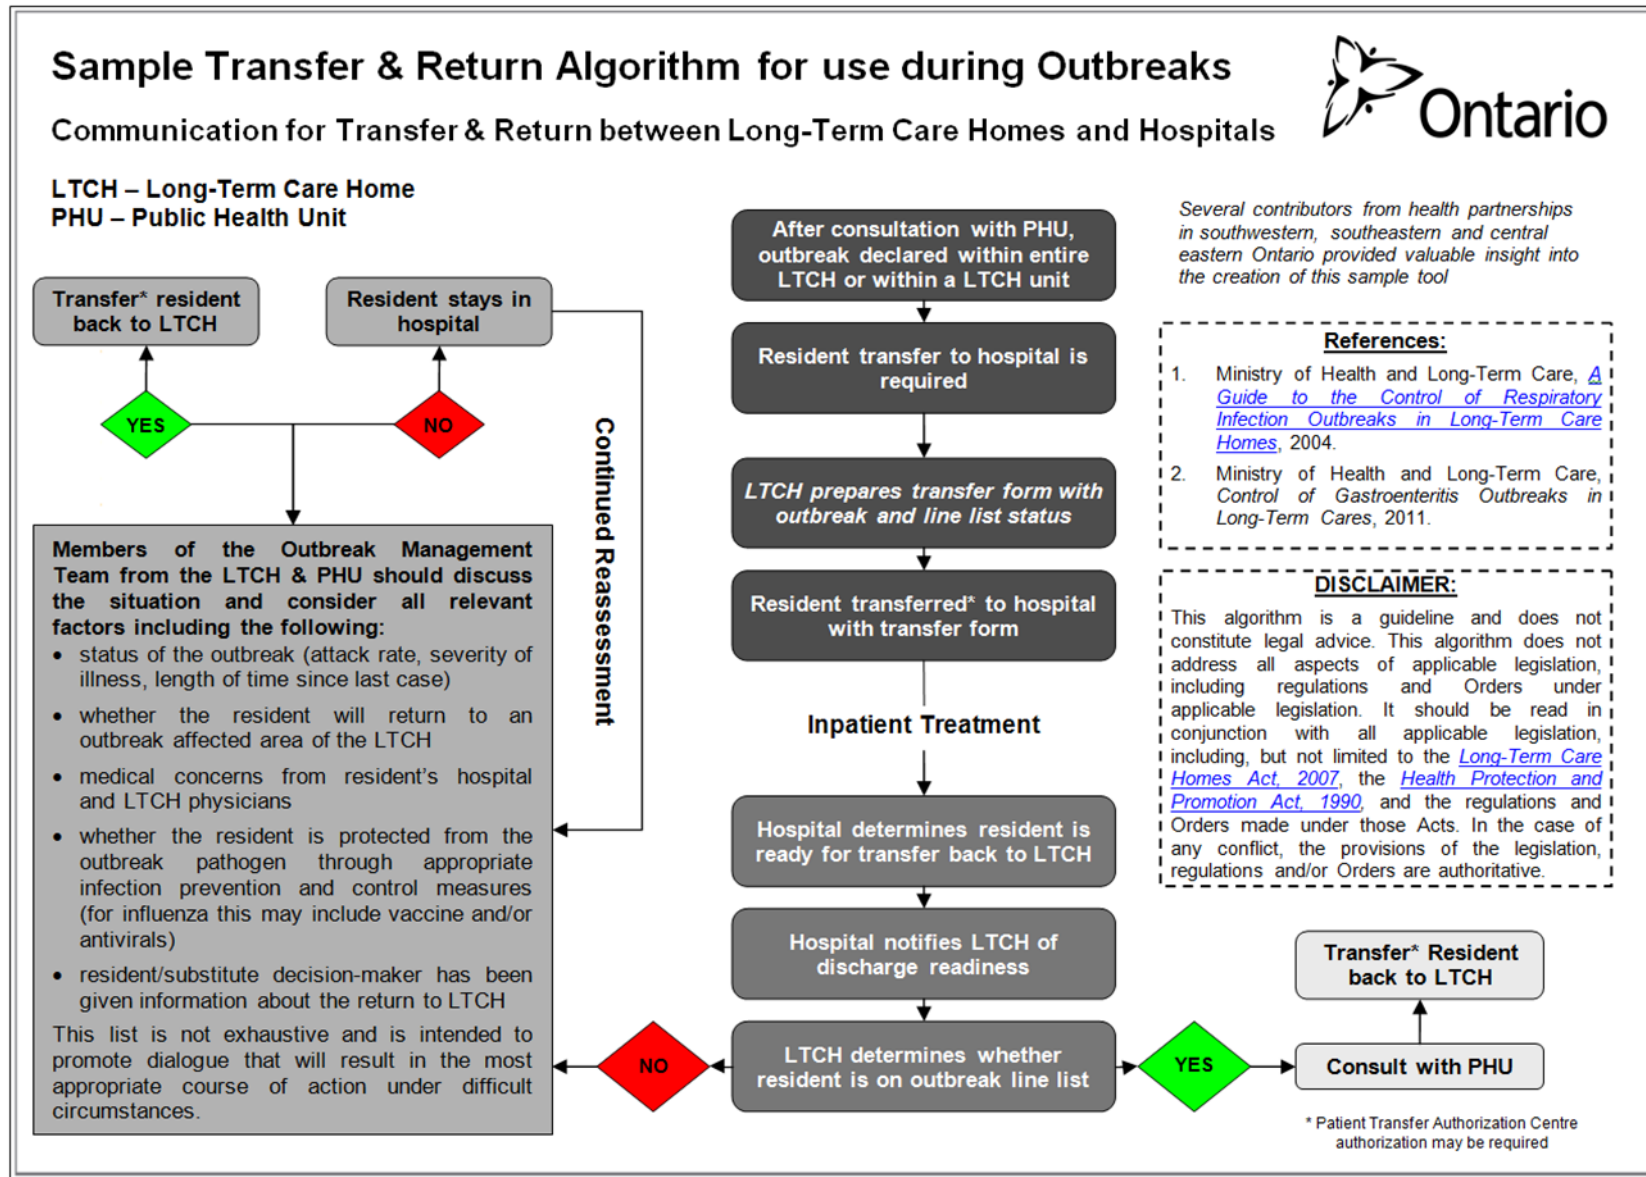 Sample Transfer & Return Algorithm for use during Outbreaks
Communication for Transfer & Return between Long-Term Care Homes and Hospitals
Ontario
LTCH – Long-Term Care Home
PHU – Public Health Unit
Transfer* resident
back to LTCH
Resident stays in
hospital
YES
NO
Continued Reassessment
Members of the Outbreak Management
Team from the LTCH & PHU should discuss
the situation and consider all relevant
factors including the following:
• status of the outbreak (attack rate, severity of
illness, length of time since last case)
• whether the resident will return to an
outbreak affected area of the LTCH
• medical concerns from resident's hospital
and LTCH physicians
• whether the resident is protected from the
outbreak pathogen through appropriate
infection prevention and control measures
(for influenza this may include vaccine and/or
antivirals)
• resident/substitute decision-maker has been
given information about the return to LTCH
This list is not exhaustive and is intended to
promote dialogue that will result in the most
appropriate course of action under difficult
circumstances.
After consultation with PHU,
outbreak declared within entire
LTCH or within a LTCH unit
Resident transfer to hospital is
required
LTCH prepares transfer form with
outbreak and line list status
Resident transferred* to hospital
with transfer form
Inpatient Treatment
Hospital determines resident is
ready for transfer back to LTCH
Hospital notifies LTCH of
discharge readiness
LTCH determines whether
resident is on outbreak line list
NO
YES
Consult with PHU
Transfer* Resident
back to LTCH
* Patient Transfer Authorization Centre
authorization may be required
Several contributors from health partnerships
in southwestern, southeastern and central
eastern Ontario provided valuable insight into
the creation of this sample tool
References:
1. Ministry of Health and Long-Term Care, A
Guide to the Control of Respiratory
Infection Outbreaks in Long-Term Care
Homes, 2004.
2. Ministry of Health and Long-Term Care,
Control of Gastroenteritis Outbreaks in
Long-Term Cares, 2011.
DISCLAIMER:
This algorithm is a guideline and does not
constitute legal advice. This algorithm does not
address all aspects of applicable legislation,
including regulations and Orders under
applicable legislation. It should be read in
conjunction with all applicable legislation,
including, but not limited to the Long-Term Care
Homes Act, 2007, the Health Protection and
Promotion Act, 1990, and the regulations and
Orders made under those Acts. In the case of
any conflict, the provisions of the legislation,
regulations and/or Orders are authoritative.